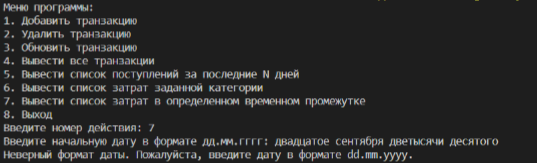 Меню программы:
1. Добавить транзакцию
2. Удалить транзакцию
3. Обновить транзакцию
4. Вывести все транзакции
5. Вывести список поступлений за последние N дней
6. Вывести список затрат заданной категории
7. Вывести список затрат в определенном временном промежутке
8. Выход
Введите номер действия: 7
Введите начальную дату в формате дд.мм.гггг: двадцатое сентября дветысячи десятого
Неверный формат даты. Пожалуйста, введите дату в формате dd.mm.yyyy.